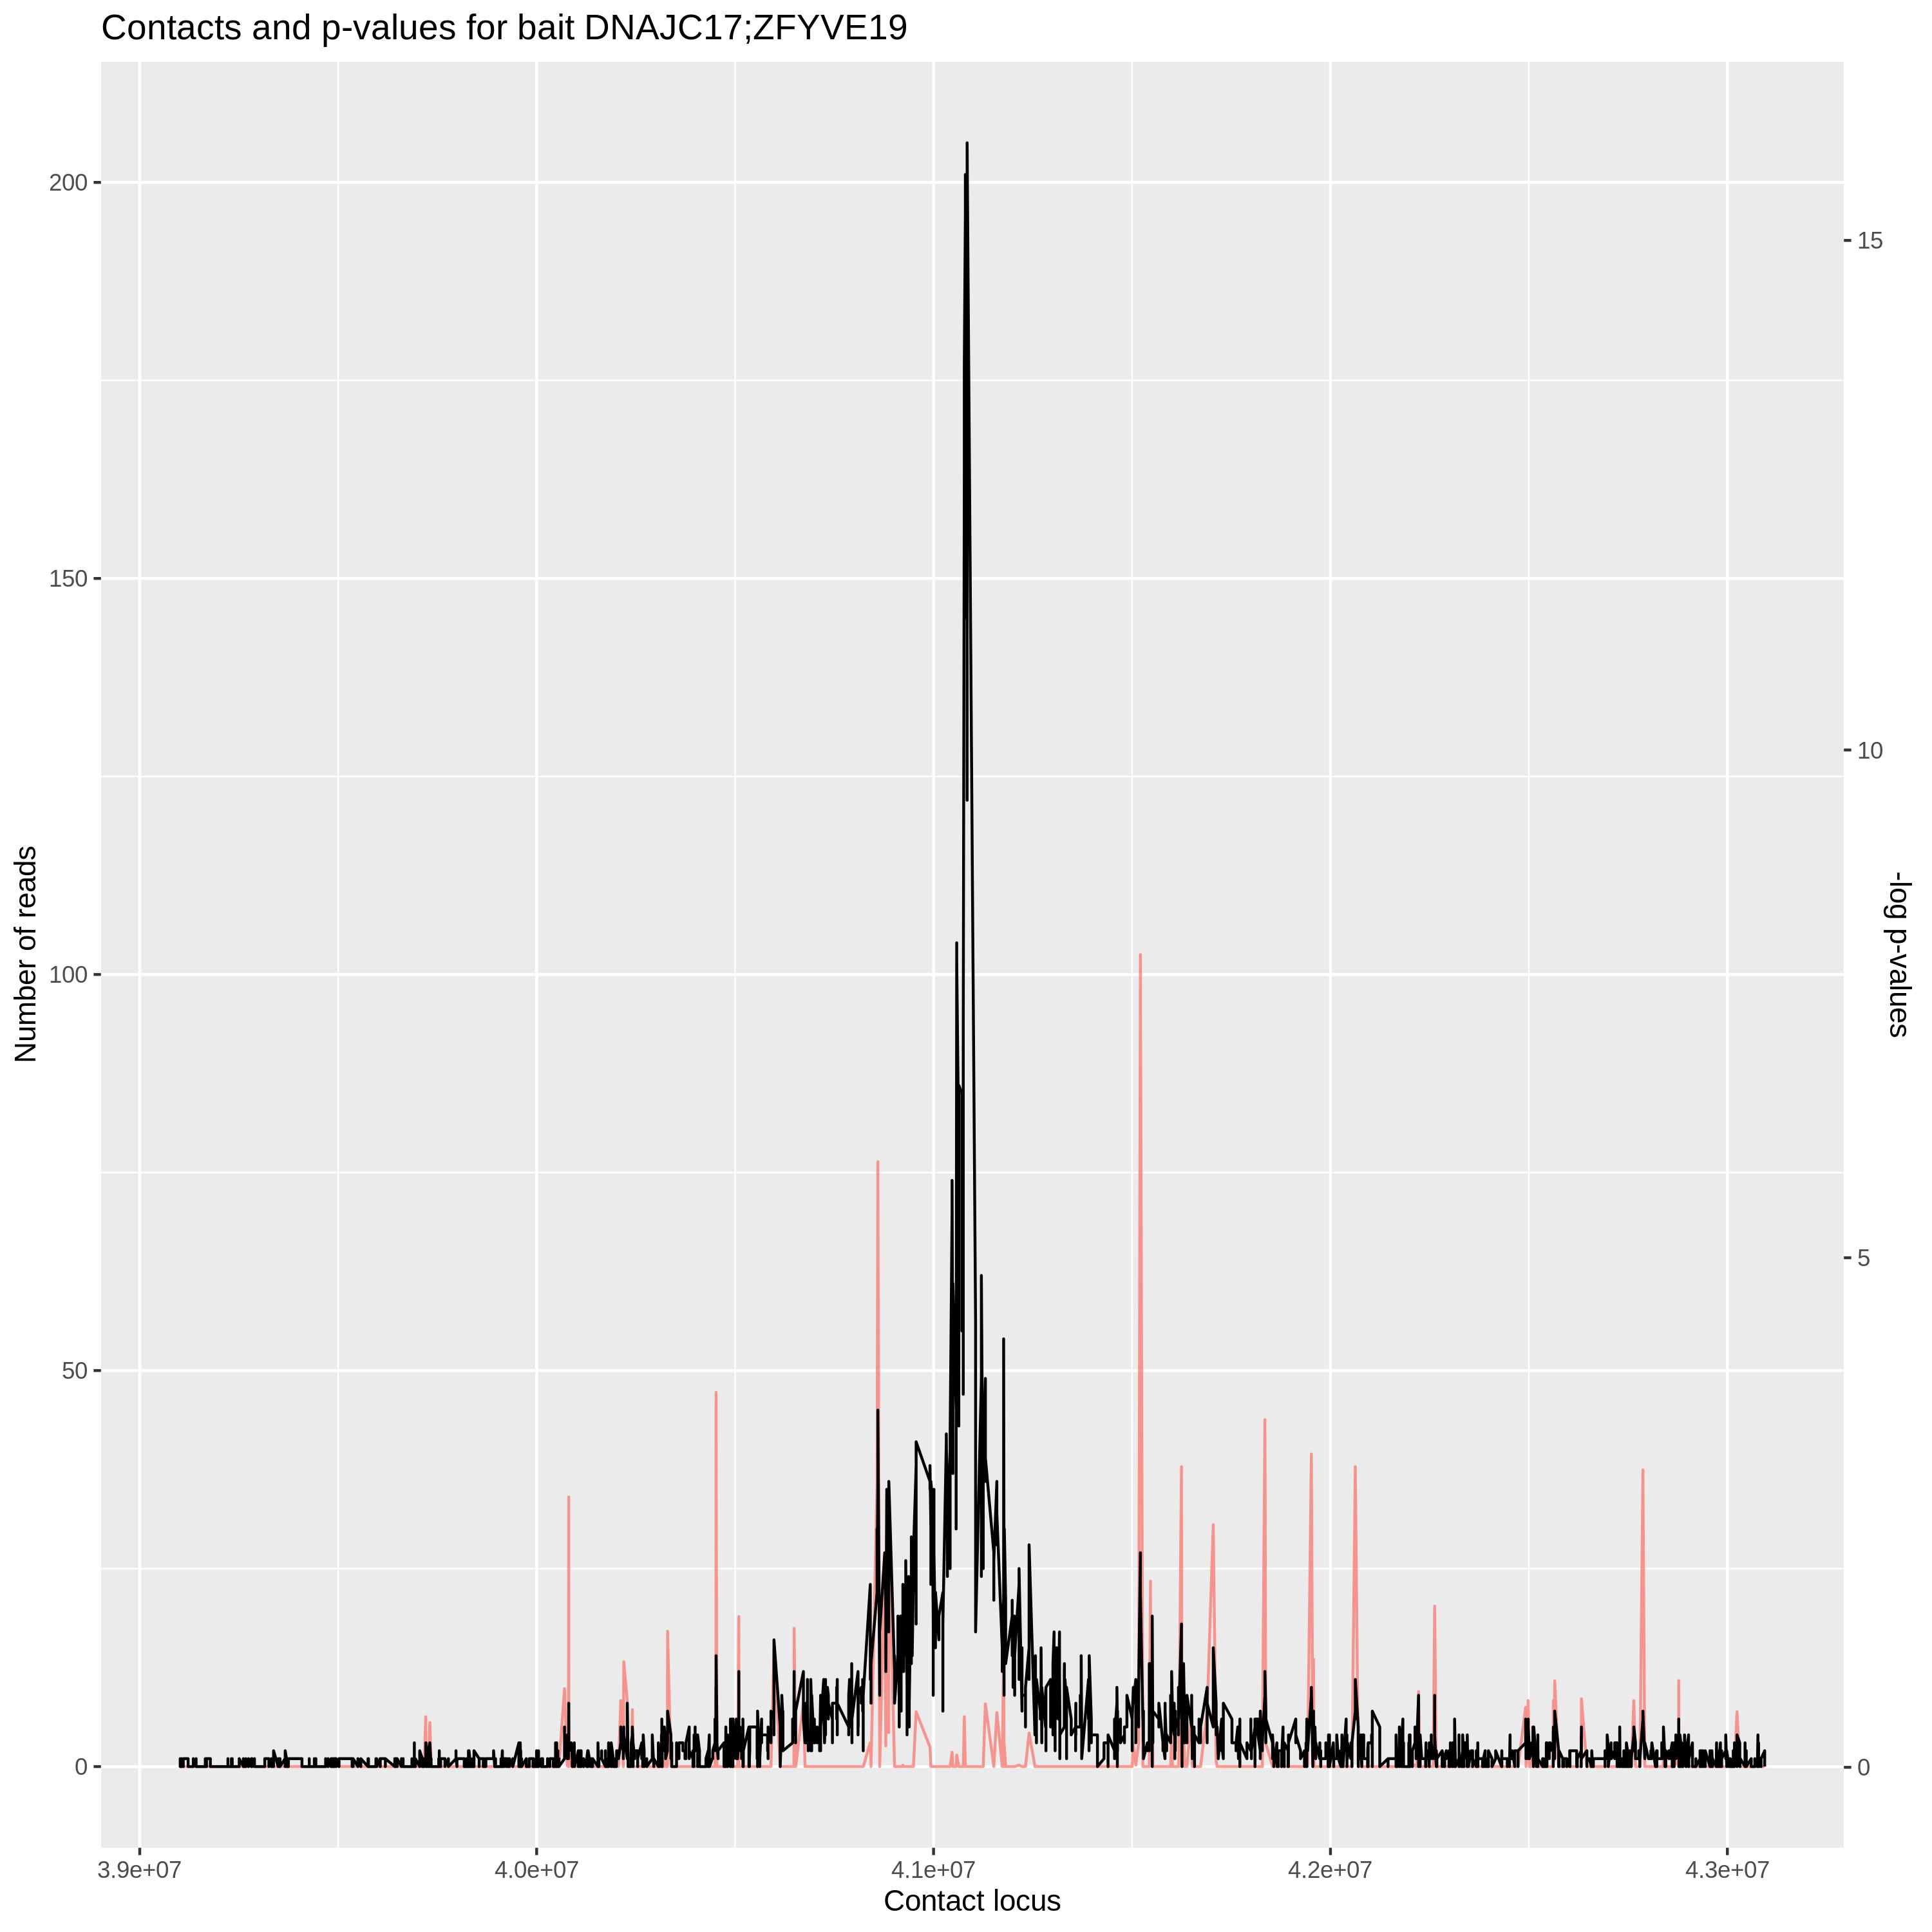 Contacts and p-values for bait DNAJC17;ZFYVE19
200
150
100
50
0
Number of reads
15
10
5
0
-log p-values
3.9e+07 4.0e+07 4.1e+07 4.2e+07 4.3e+07
Contact locus